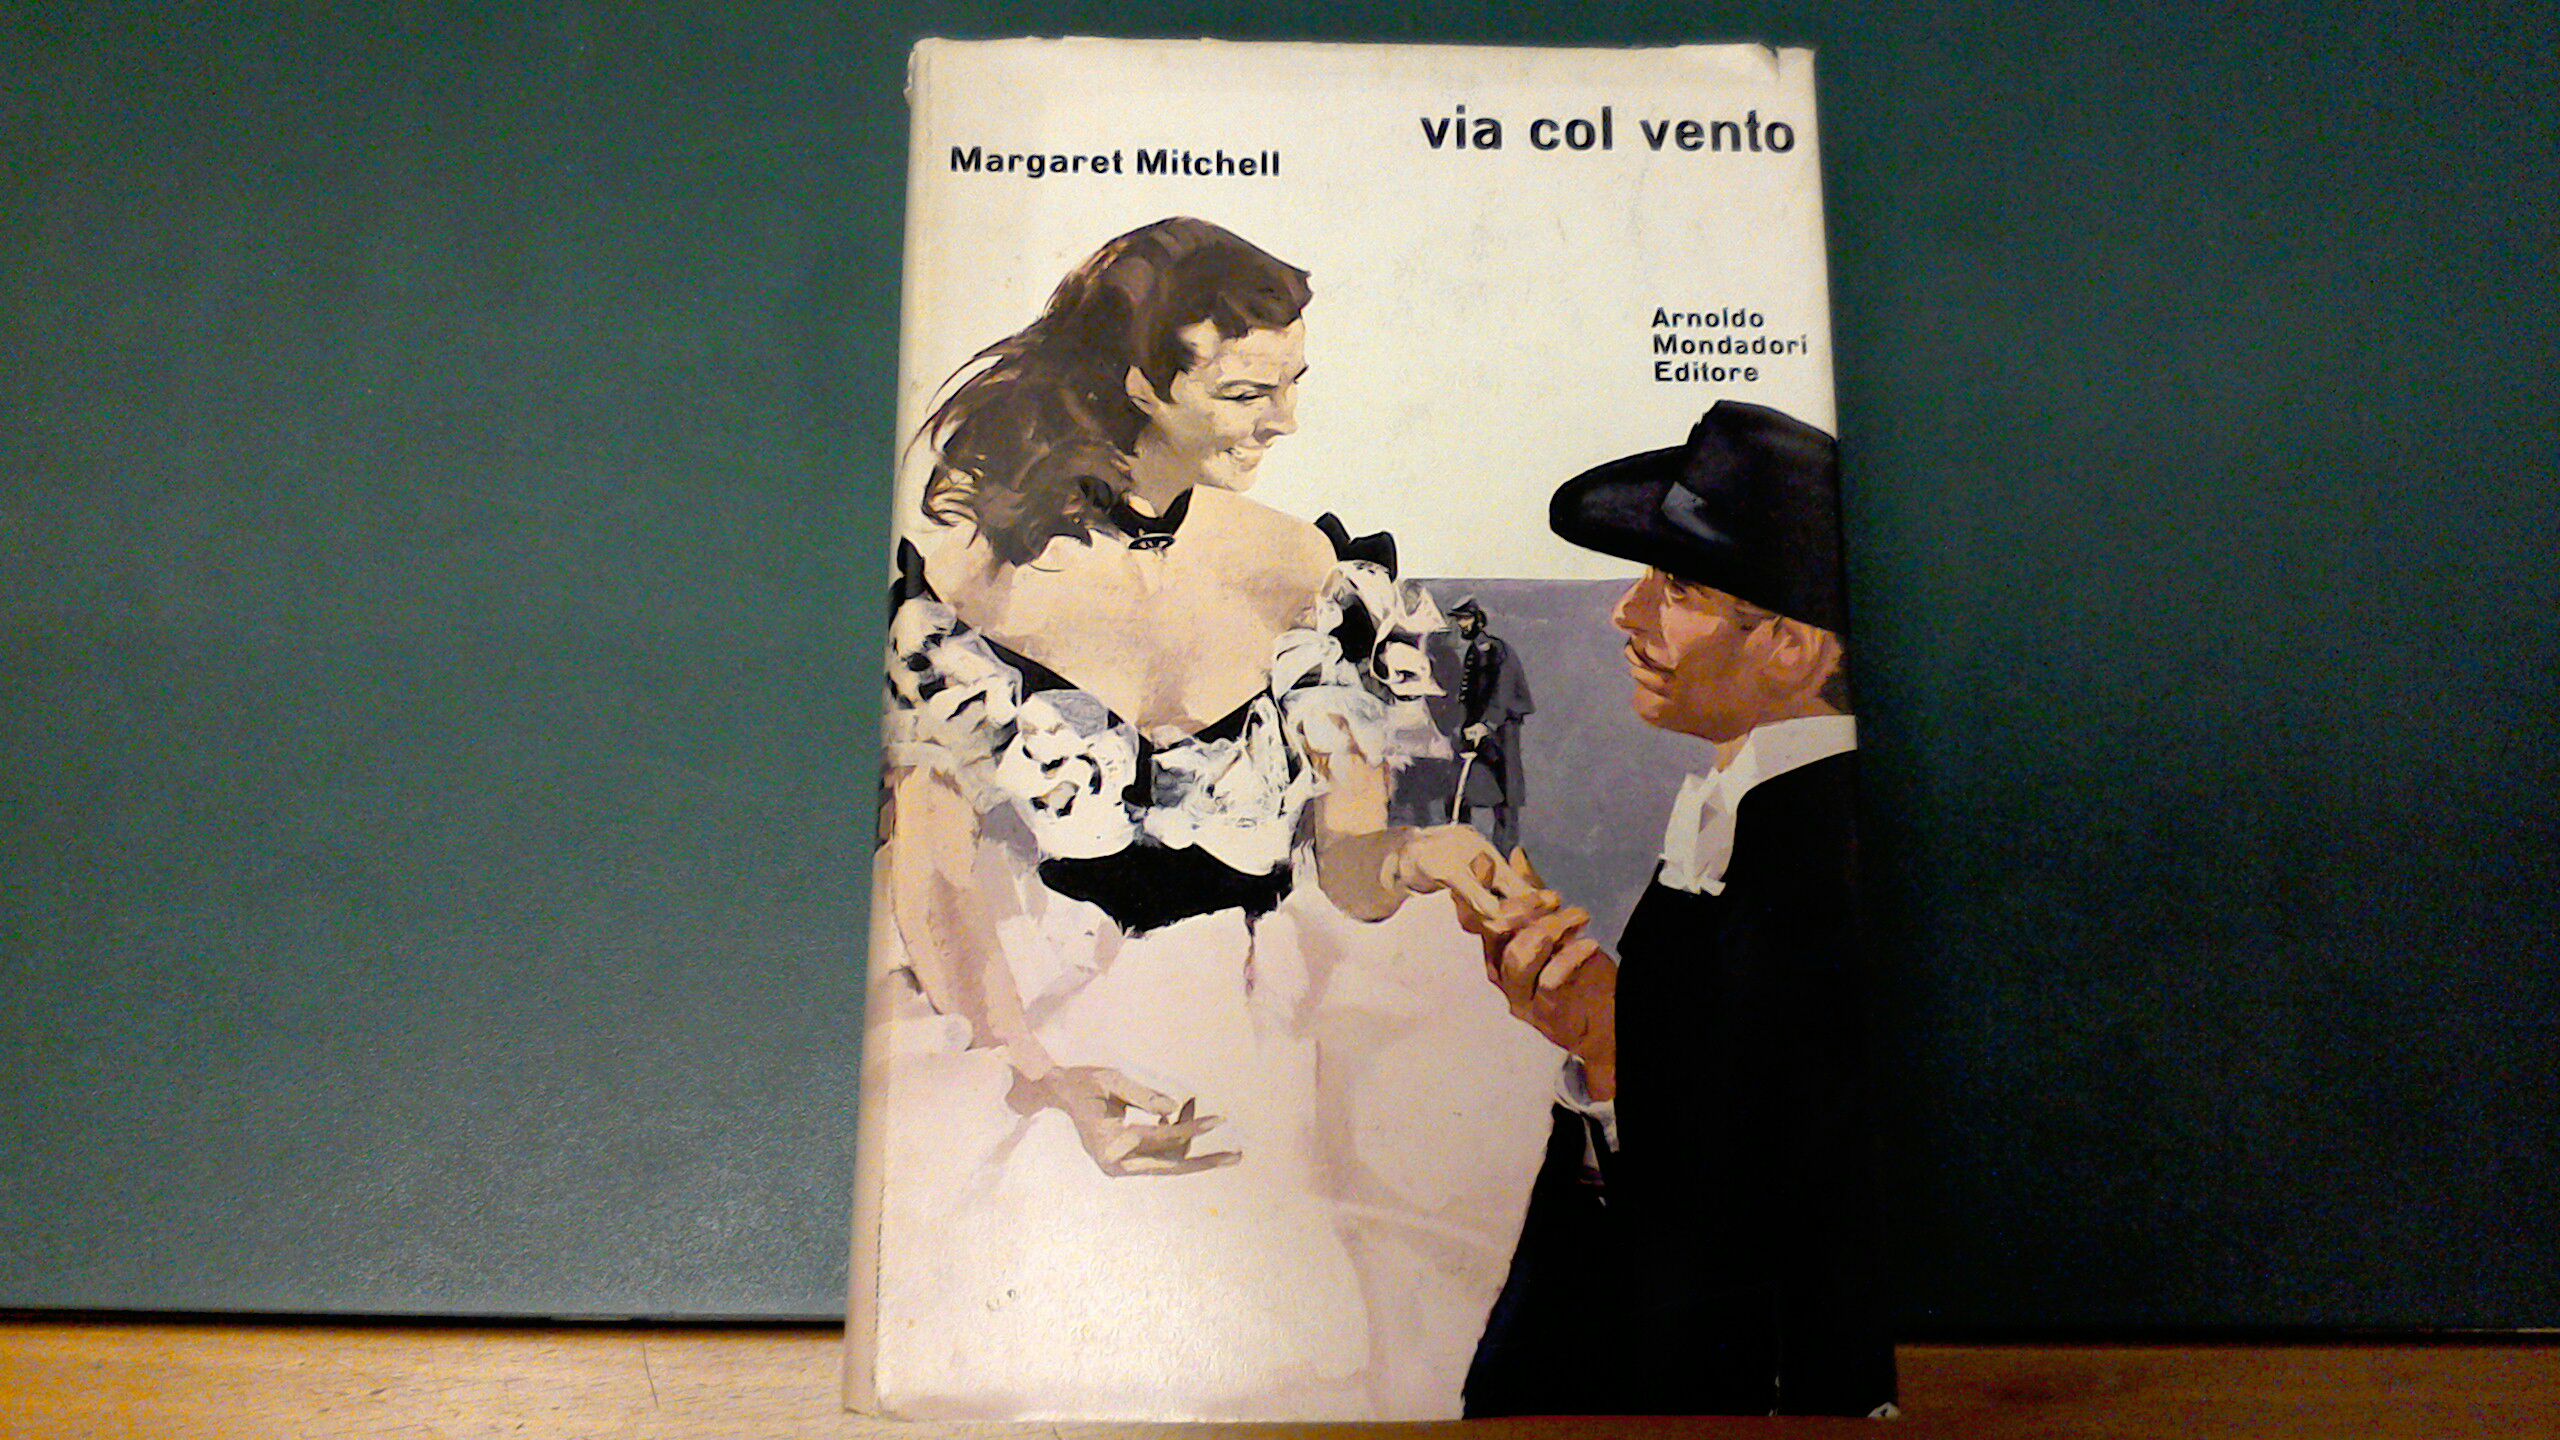 via col vento
Margaret Mitchell
Arnoldo
Mondadori
Editore